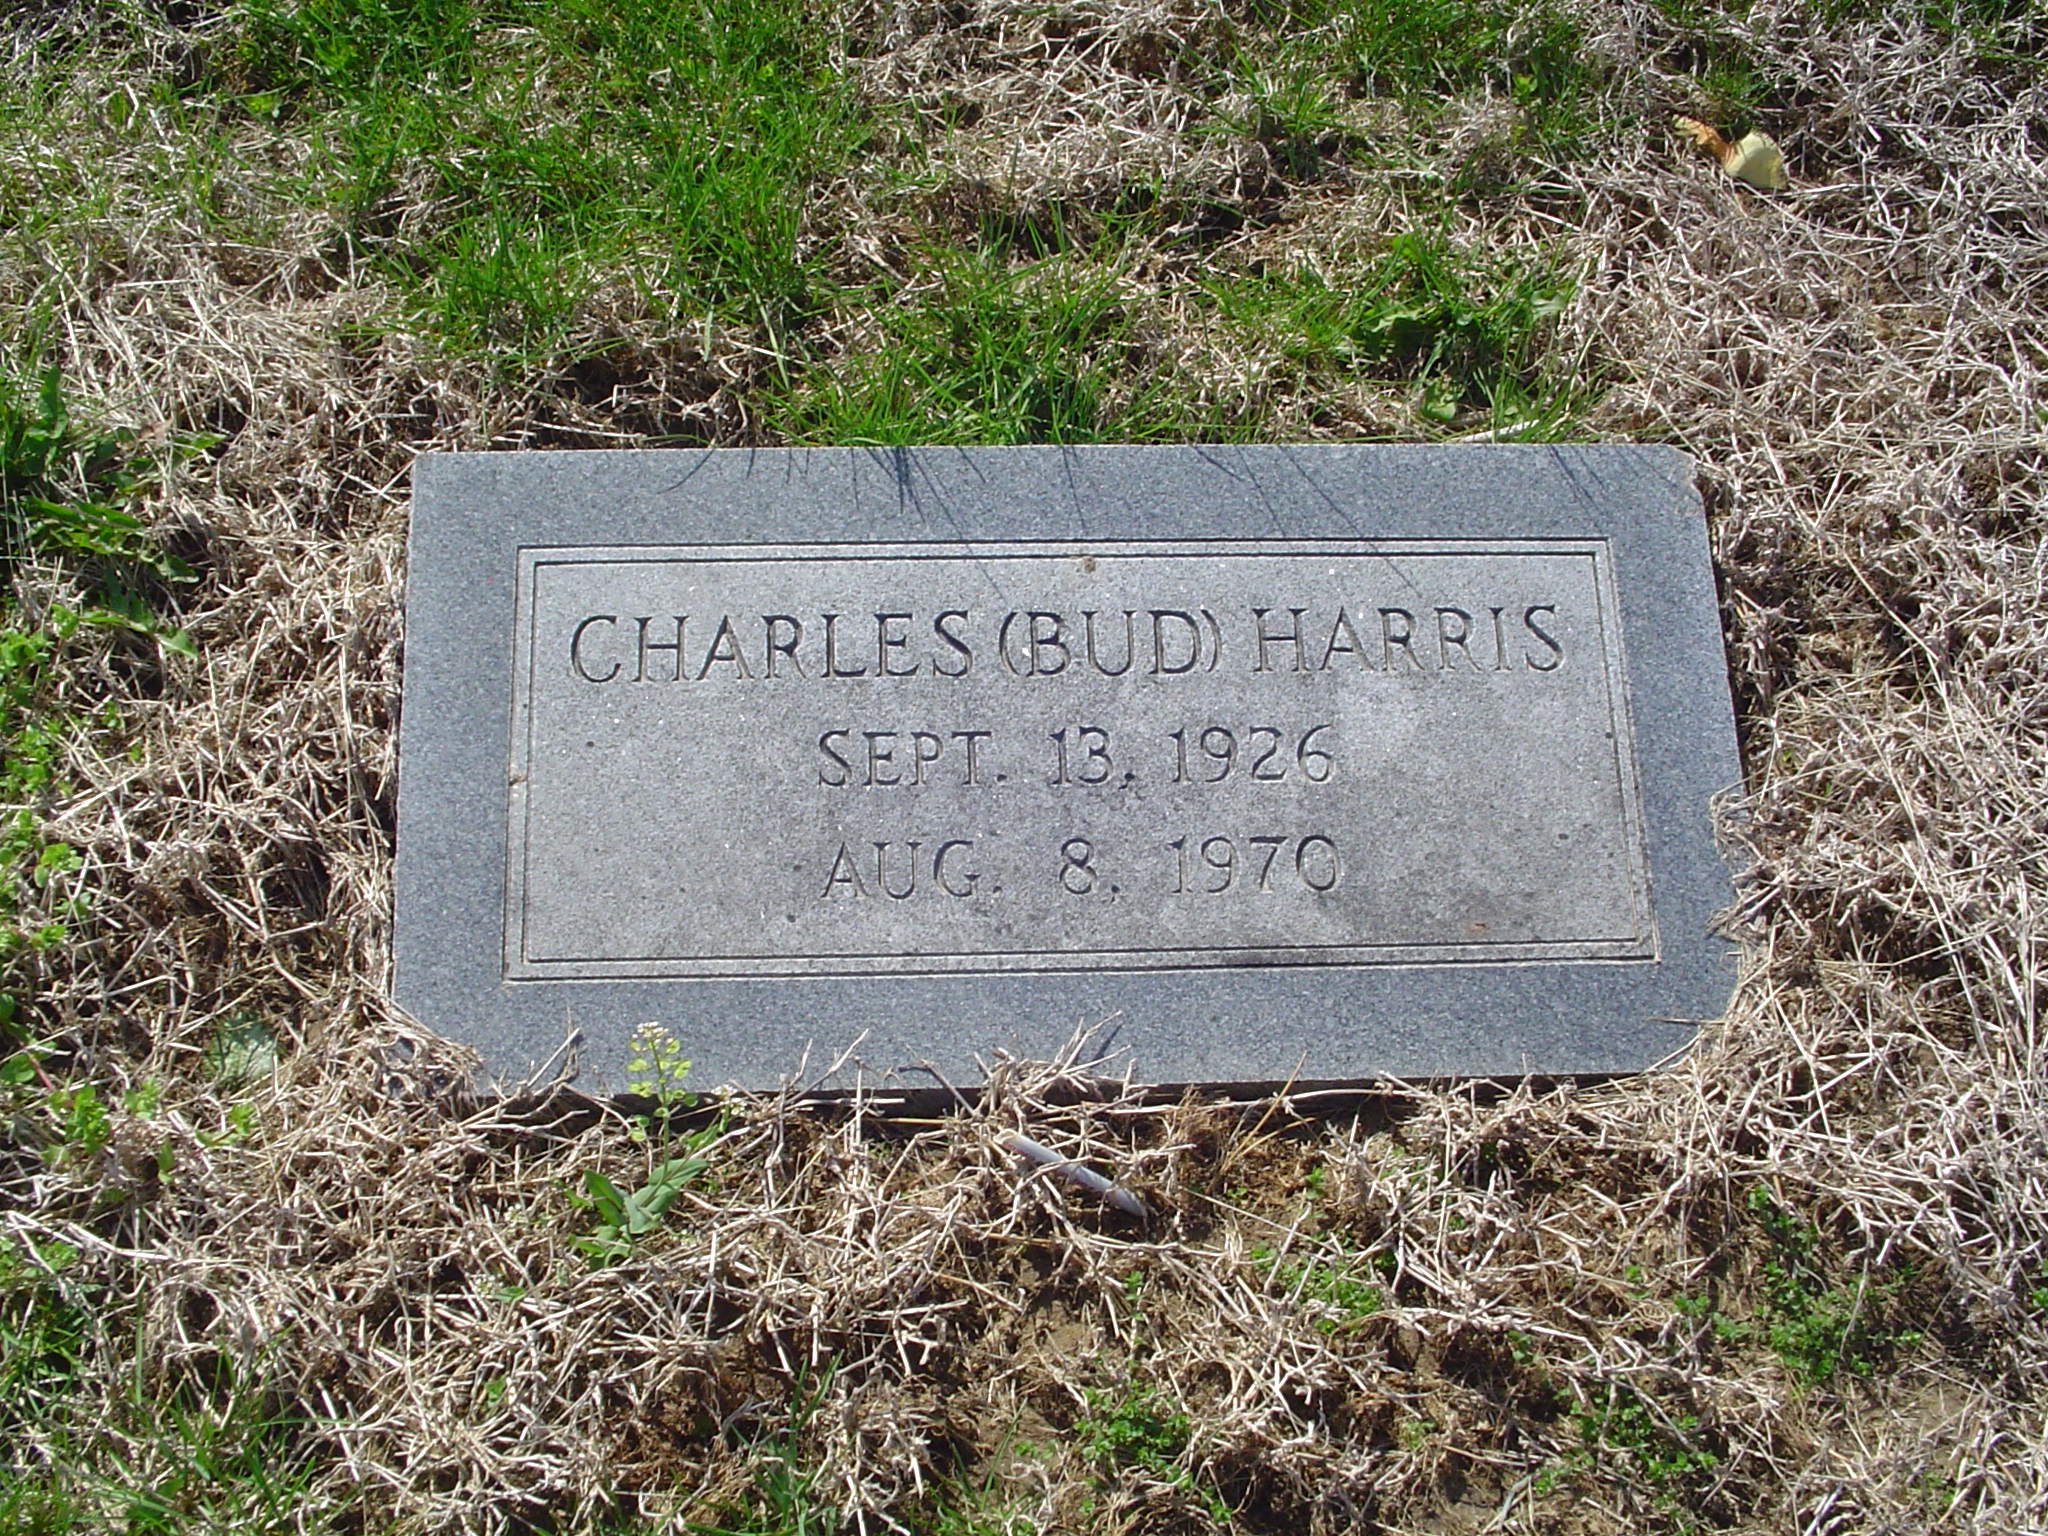 CHARLES (BUD) HARRIS
SEPT. 13, 1926
AUG. 8, 1970